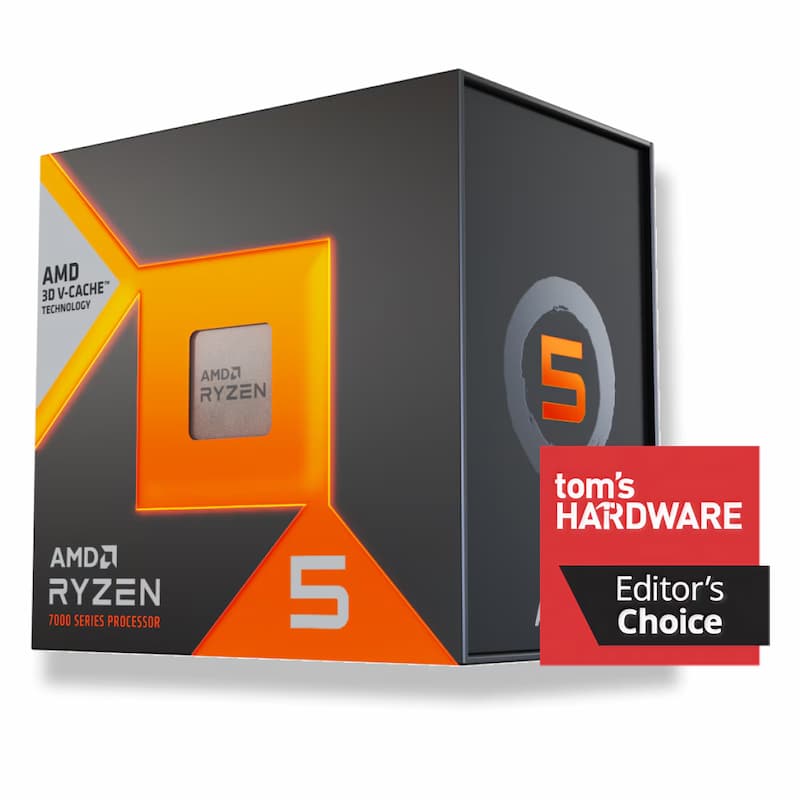 AMD
3D V-CACHE™
TECHNOLOGY
AMD
RYZEN
AMD
RYZEN
7000 SERIES PROCESSOR
5
5
tom's
HARDWARE
Editor's
Choice